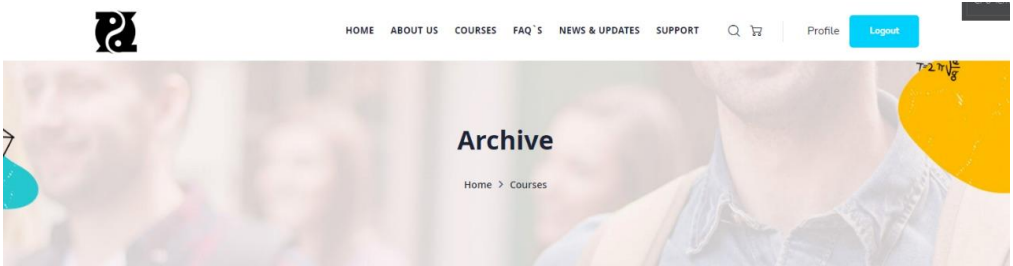 HOME ABOUT US COURSES FAQ`S NEWS & UPDATES SUPPORT Profile Logout
Archive
Home > Courses